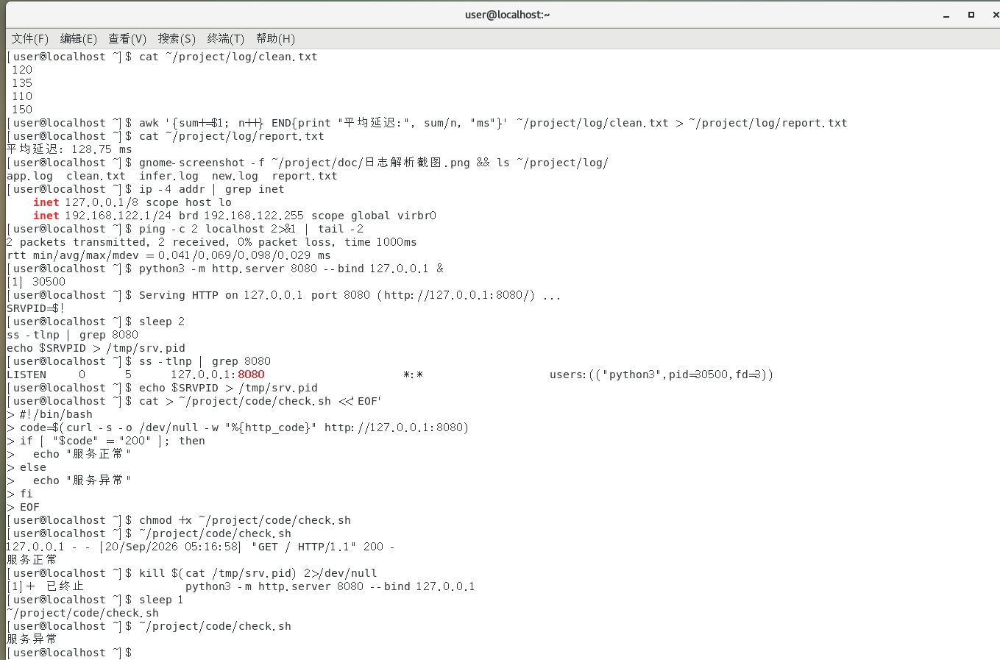 user@localhost:~
文件(F) 编辑(E) 查看(V) 搜索(S) 终端(T) 帮助(H)
[user@localhost ~]$ cat ~/project/log/clean.txt
120
135
110
150
[user@localhost ~]$ awk '{sum+=$1; n++} END{print "平均延迟:", sum/n, "ms"}' ~/project/log/clean.txt > ~/project/log/report.txt
[user@localhost ~]$ cat ~/project/log/report.txt
平均延迟: 128.75 ms
[user@localhost ~]$ gnome-screenshot -f ~/project/doc/日志解析截图.png && ls ~/project/log/
app.log  clean.txt  infer.log  new.log  report.txt
[user@localhost ~]$ ip -4 addr | grep inet
    inet 127.0.0.1/8 scope host lo
    inet 192.168.122.1/24 brd 192.168.122.255 scope global virbr0
[user@localhost ~]$ ping -c 2 localhost 2>&1 | tail -2
2 packets transmitted, 2 received, 0% packet loss, time 1000ms
rtt min/avg/max/mdev = 0.041/0.069/0.098/0.029 ms
[user@localhost ~]$ python3 -m http.server 8080 --bind 127.0.0.1 &
[1] 30500
[user@localhost ~]$ Serving HTTP on 127.0.0.1 port 8080 (http://127.0.0.1:8080/) ...
SRVPID=$!
[user@localhost ~]$ sleep 2
ss -tlnp | grep 8080
echo $SRVPID > /tmp/srv.pid
[user@localhost ~]$ ss -tlnp | grep 8080
LISTEN     0      5      127.0.0.1:8080                     *:*                   users:(("python3",pid=30500,fd=3))
[user@localhost ~]$ echo $SRVPID > /tmp/srv.pid
[user@localhost ~]$ cat > ~/project/code/check.sh <<'EOF'
> #!/bin/bash
> code=$(curl -s -o /dev/null -w "%{http_code}" http://127.0.0.1:8080)
> if [ "$code" = "200" ]; then
>   echo "服务正常"
> else
>   echo "服务异常"
> fi
> EOF
[user@localhost ~]$ chmod +x ~/project/code/check.sh
[user@localhost ~]$ ~/project/code/check.sh
127.0.0.1 - - [20/Sep/2026 05:16:58] "GET / HTTP/1.1" 200 -
服务正常
[user@localhost ~]$ kill $(cat /tmp/srv.pid) 2>/dev/null
[1]+  已终止               python3 -m http.server 8080 --bind 127.0.0.1
[user@localhost ~]$ sleep 1
~/project/code/check.sh
[user@localhost ~]$ ~/project/code/check.sh
服务异常
[user@localhost ~]$